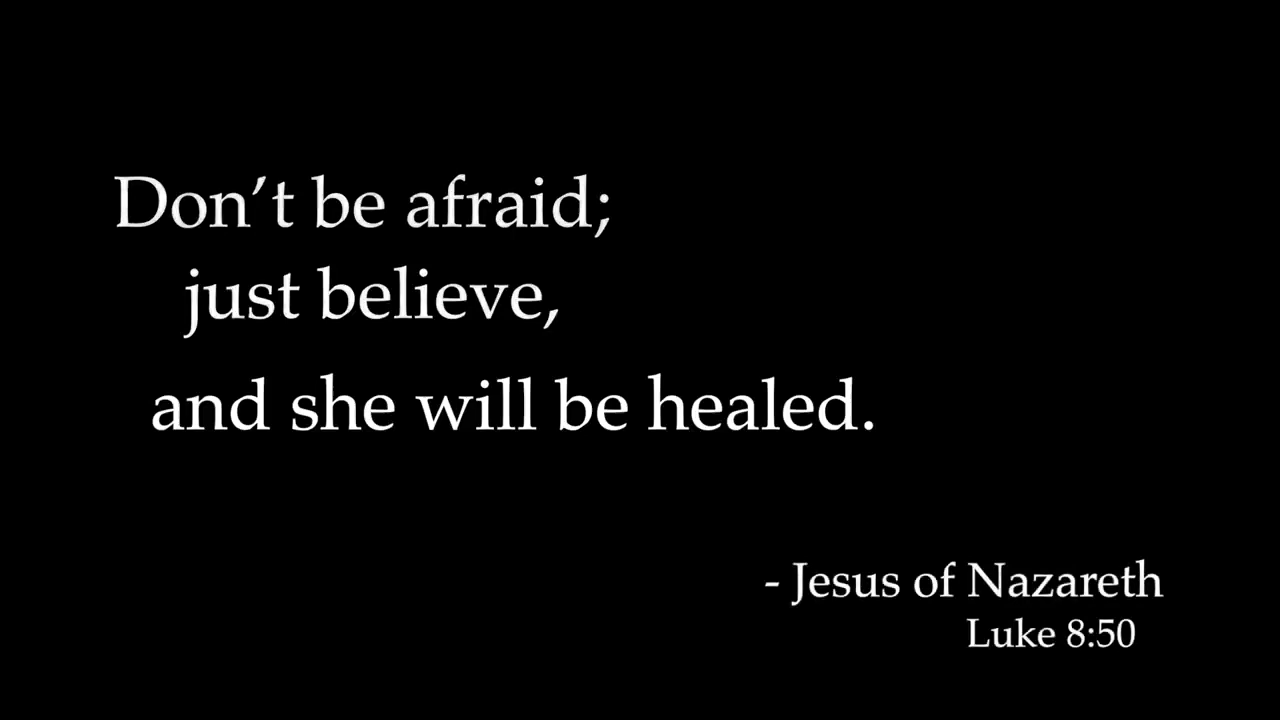 Don’t be afraid;
just believe,
and she will be healed.
- Jesus of Nazareth
Luke 8:50